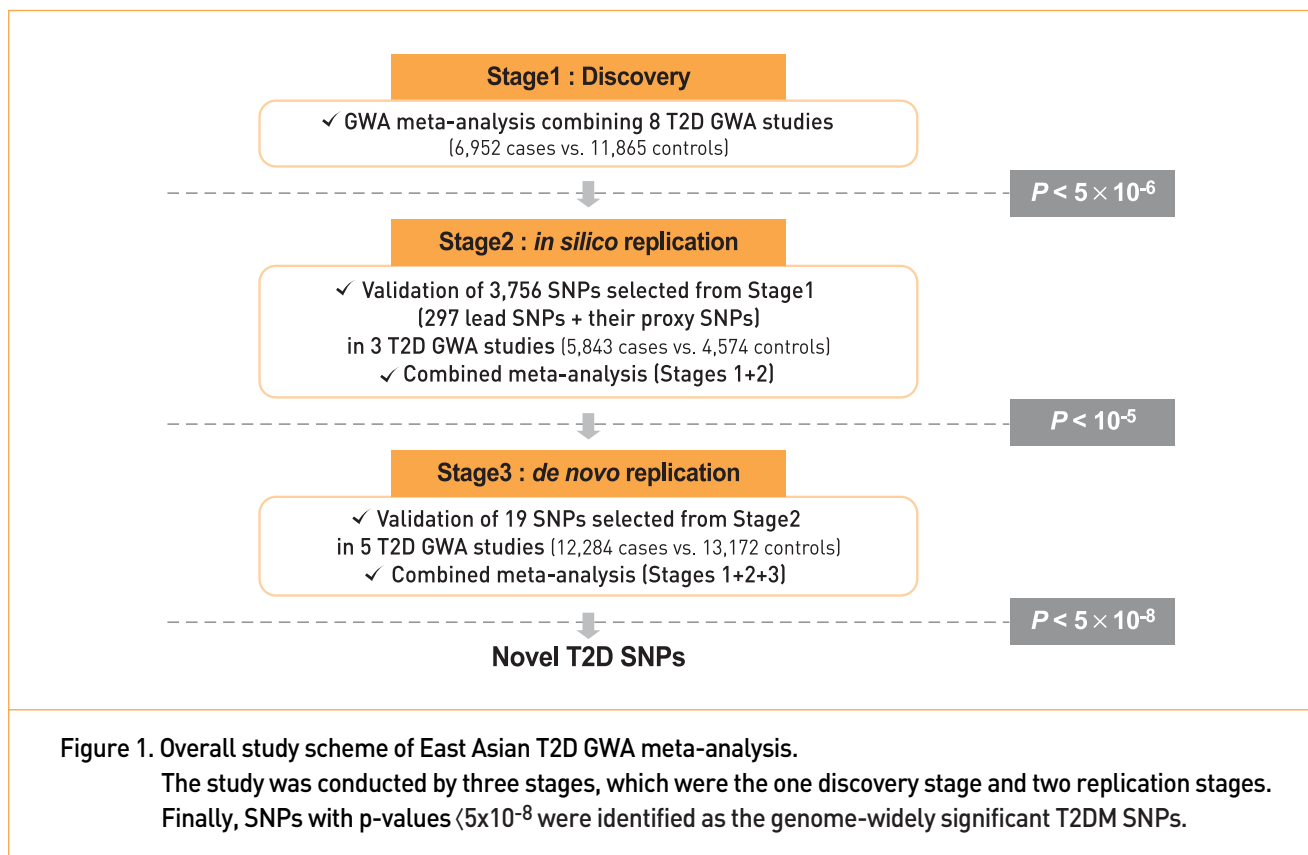 Stage1 : Discovery
✓ GWA meta-analysis combining 8 T2D GWA studies
(6,952 cases vs. 11,865 controls)
P < 5 × 10⁻⁶
Stage2 : in silico replication
✓ Validation of 3,756 SNPs selected from Stage1
(297 lead SNPs + their proxy SNPs)
in 3 T2D GWA studies (5,843 cases vs. 4,574 controls)
✓ Combined meta-analysis (Stages 1+2)
P < 10⁻⁵
Stage3 : de novo replication
✓ Validation of 19 SNPs selected from Stage2
in 5 T2D GWA studies (12,284 cases vs. 13,172 controls)
✓ Combined meta-analysis (Stages 1+2+3)
P < 5 × 10⁻⁸
Novel T2D SNPs
Figure 1. Overall study scheme of East Asian T2D GWA meta-analysis.
The study was conducted by three stages, which were the one discovery stage and two replication stages.
Finally, SNPs with p-values 〈5x10⁻⁸ were identified as the genome-widely significant T2DM SNPs.